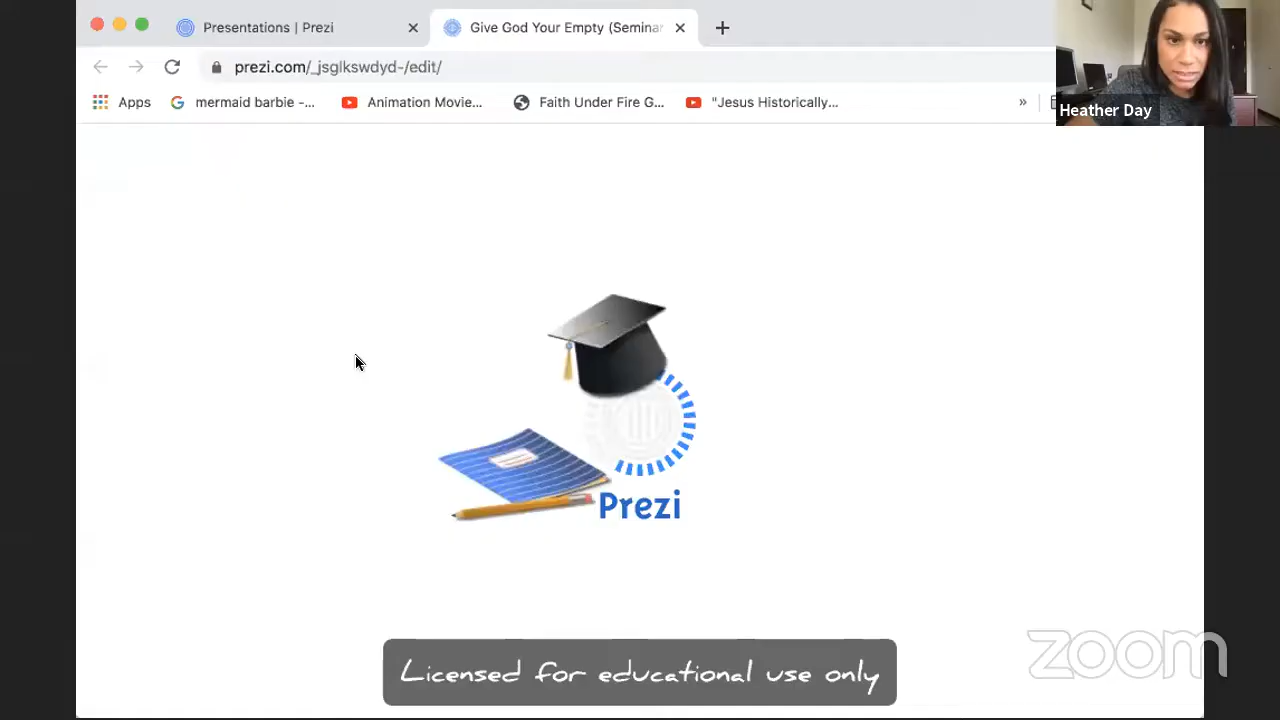 Presentations | Prezi
Give God Your Empty (Seminar
prezi.com/_jsglkswdyd-/edit/
Apps
mermaid barbie -...
Animation Movie...
Faith Under Fire G...
"Jesus Historically...
»
Heather Day
Prezi
Licensed for educational use only
zoom